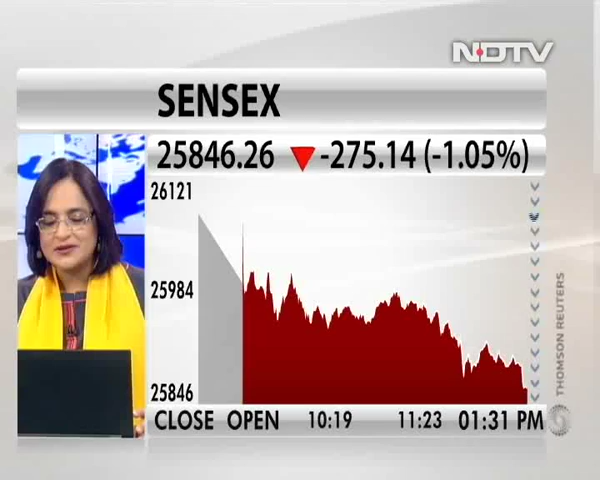 NDTV
SENSEX
25846.26 ▼ -275.14 (-1.05%)
26121
25984
25846
CLOSE OPEN 10:19 11:23 01:31 PM
THOMSON REUTERS